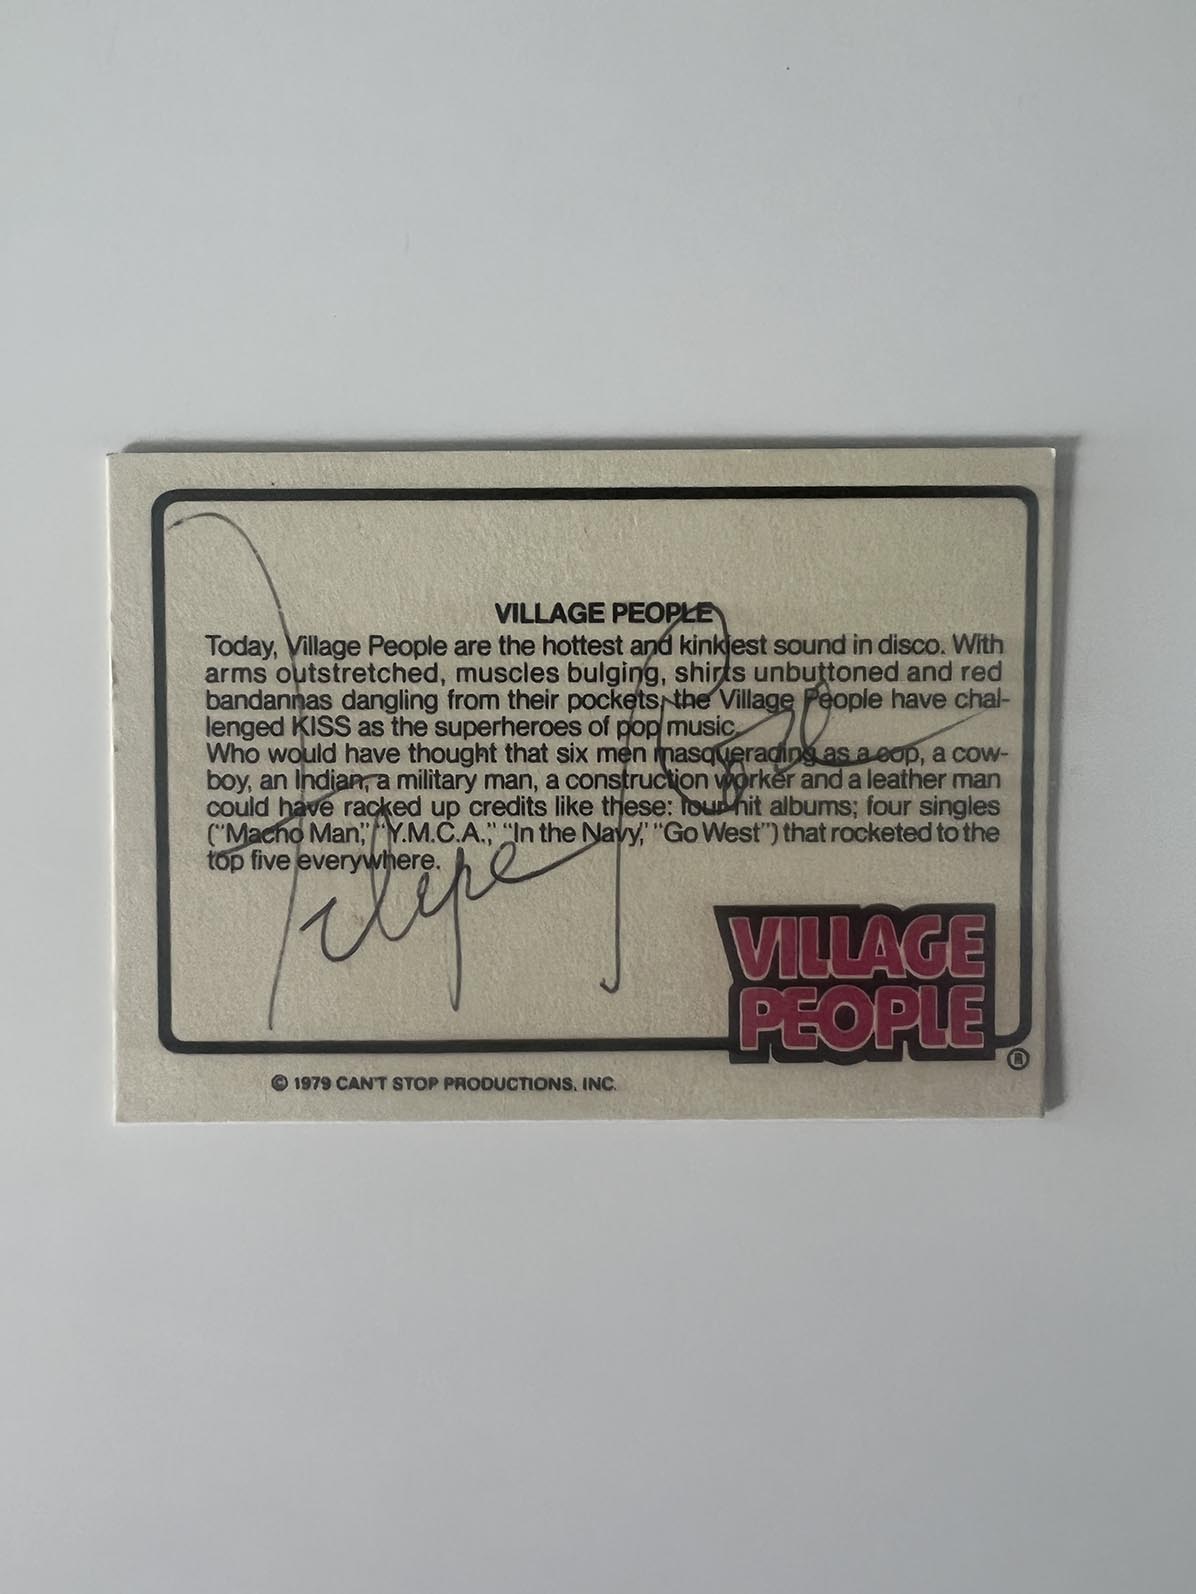 VILLAGE PEOPLE
Today, Village People are the hottest and kinkiest sound in disco. With
arms outstretched, muscles bulging, shirts unbuttoned and red
bandannas dangling from their pockets, the Village People have chal-
lenged KISS as the superheroes of pop music.
Who would have thought that six men masquerading as a cop, a cow-
boy, an Indian, a military man, a construction worker and a leather man
could have racked up credits like these: four hit albums; four singles
("Macho Man," "Y.M.C.A.," "In the Navy," "Go West") that rocketed to the
top five everywhere.
Felipe Rose
VILLAGE
PEOPLE
®
© 1979 CAN'T STOP PRODUCTIONS, INC.